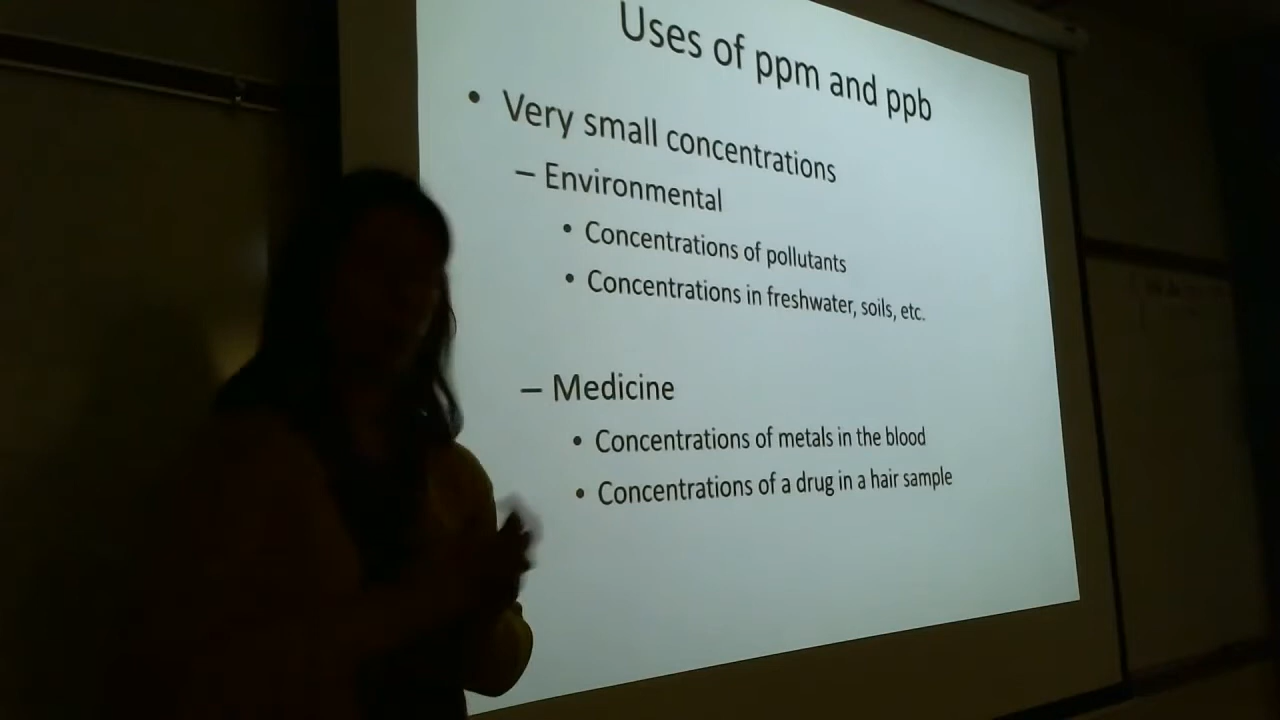 Uses of ppm and ppb
• Very small concentrations
– Environmental
• Concentrations of pollutants
• Concentrations in freshwater, soils, etc.
– Medicine
• Concentrations of metals in the blood
• Concentrations of a drug in a hair sample